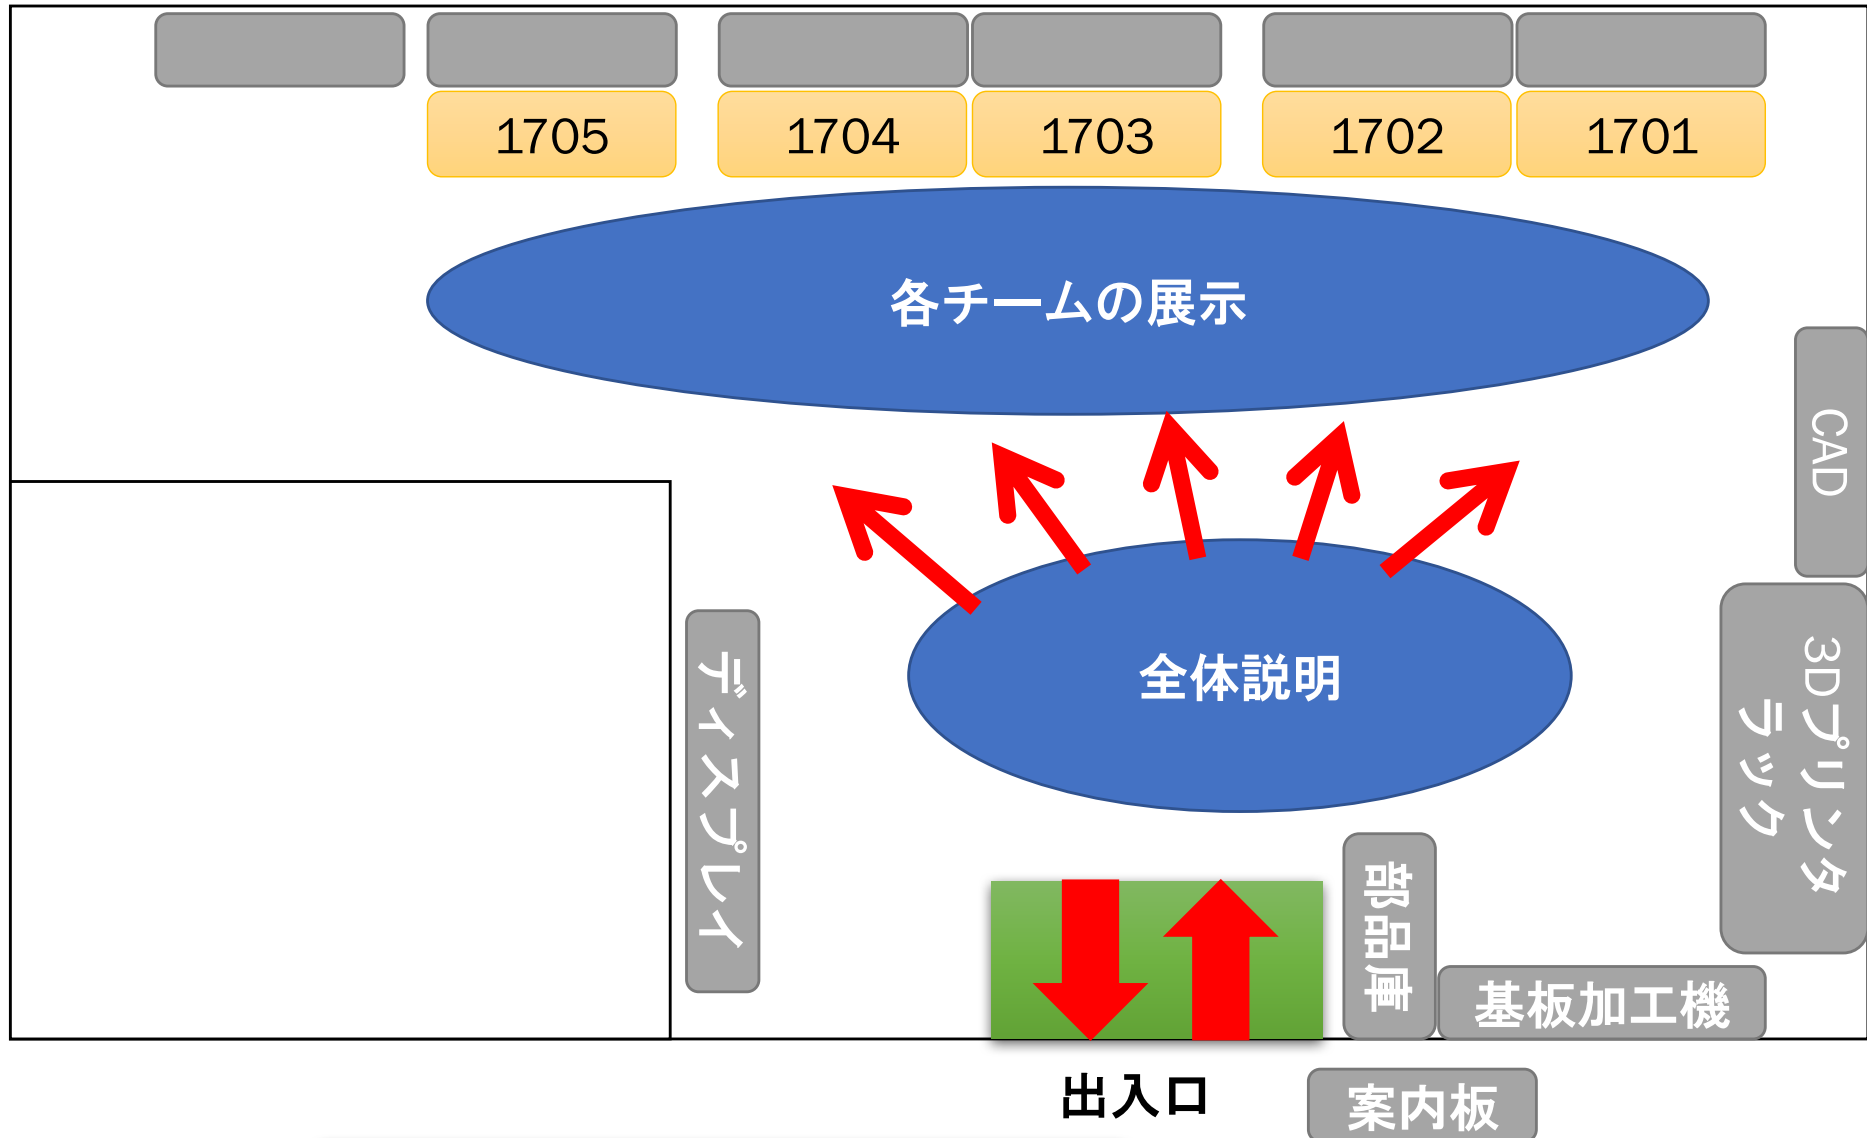 1705
1704
1703
1702
1701
各チームの展示
CAD
全体説明
ディスプレイ
3Dプリンタ
ラック
部品庫
基板加工機
出入口
案内板